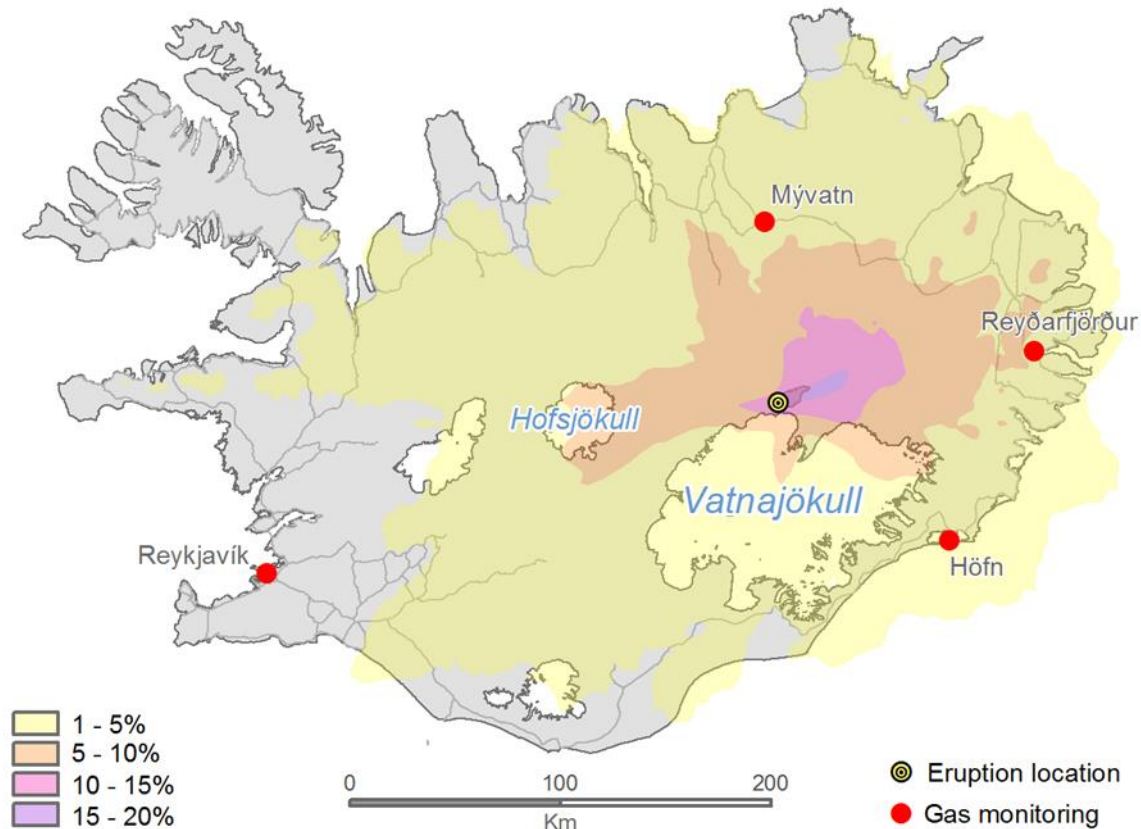 Mývatn
Reyðarfjörður
Hofsjökull
Vatnajökull
Reykjavík
Höfn
1 - 5%
5 - 10%
10 - 15%
15 - 20%
0 100 200
Km
Eruption location
Gas monitoring